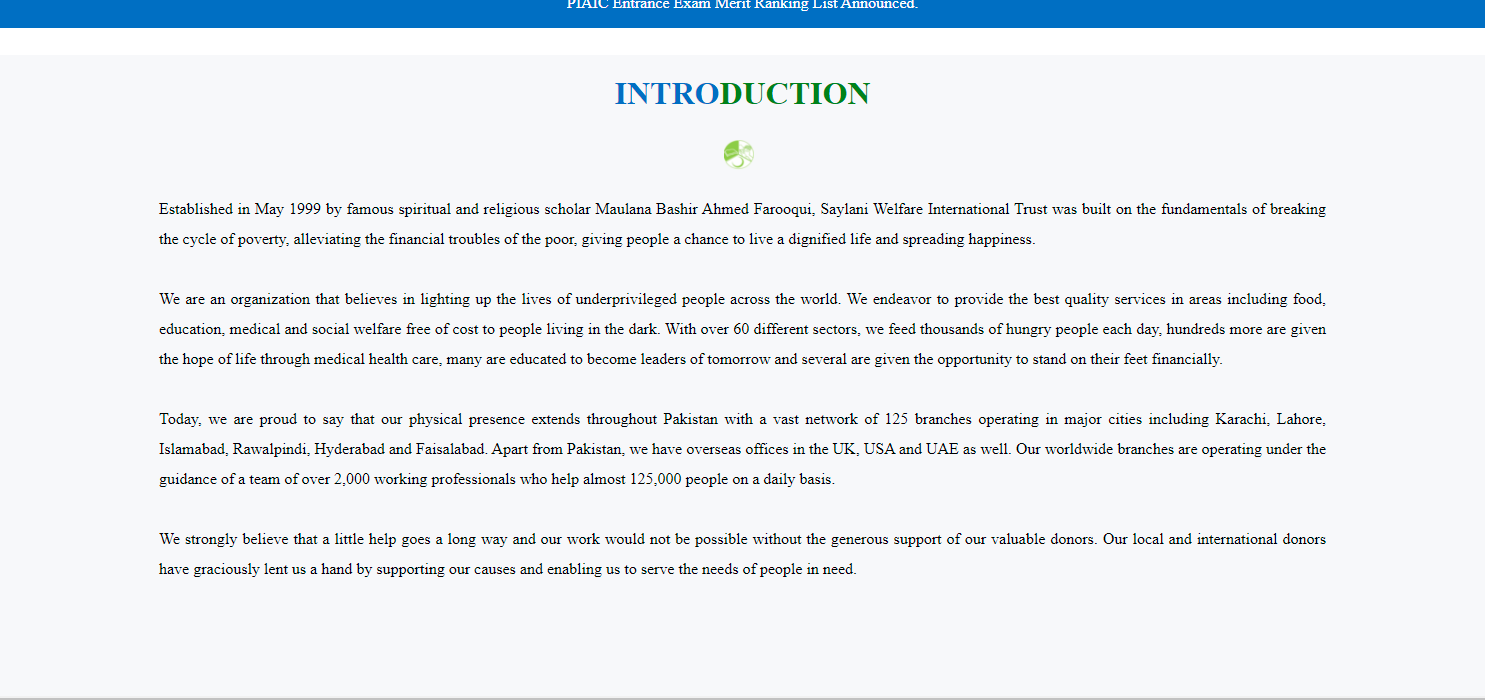 PIAIC Entrance Exam Merit Ranking List Announced.
INTRODUCTION
Established in May 1999 by famous spiritual and religious scholar Maulana Bashir Ahmed Farooqui, Saylani Welfare International Trust was built on the fundamentals of breaking
the cycle of poverty, alleviating the financial troubles of the poor, giving people a chance to live a dignified life and spreading happiness.
We are an organization that believes in lighting up the lives of underprivileged people across the world. We endeavor to provide the best quality services in areas including food,
education, medical and social welfare free of cost to people living in the dark. With over 60 different sectors, we feed thousands of hungry people each day, hundreds more are given
the hope of life through medical health care, many are educated to become leaders of tomorrow and several are given the opportunity to stand on their feet financially.
Today, we are proud to say that our physical presence extends throughout Pakistan with a vast network of 125 branches operating in major cities including Karachi, Lahore,
Islamabad, Rawalpindi, Hyderabad and Faisalabad. Apart from Pakistan, we have overseas offices in the UK, USA and UAE as well. Our worldwide branches are operating under the
guidance of a team of over 2,000 working professionals who help almost 125,000 people on a daily basis.
We strongly believe that a little help goes a long way and our work would not be possible without the generous support of our valuable donors. Our local and international donors
have graciously lent us a hand by supporting our causes and enabling us to serve the needs of people in need.